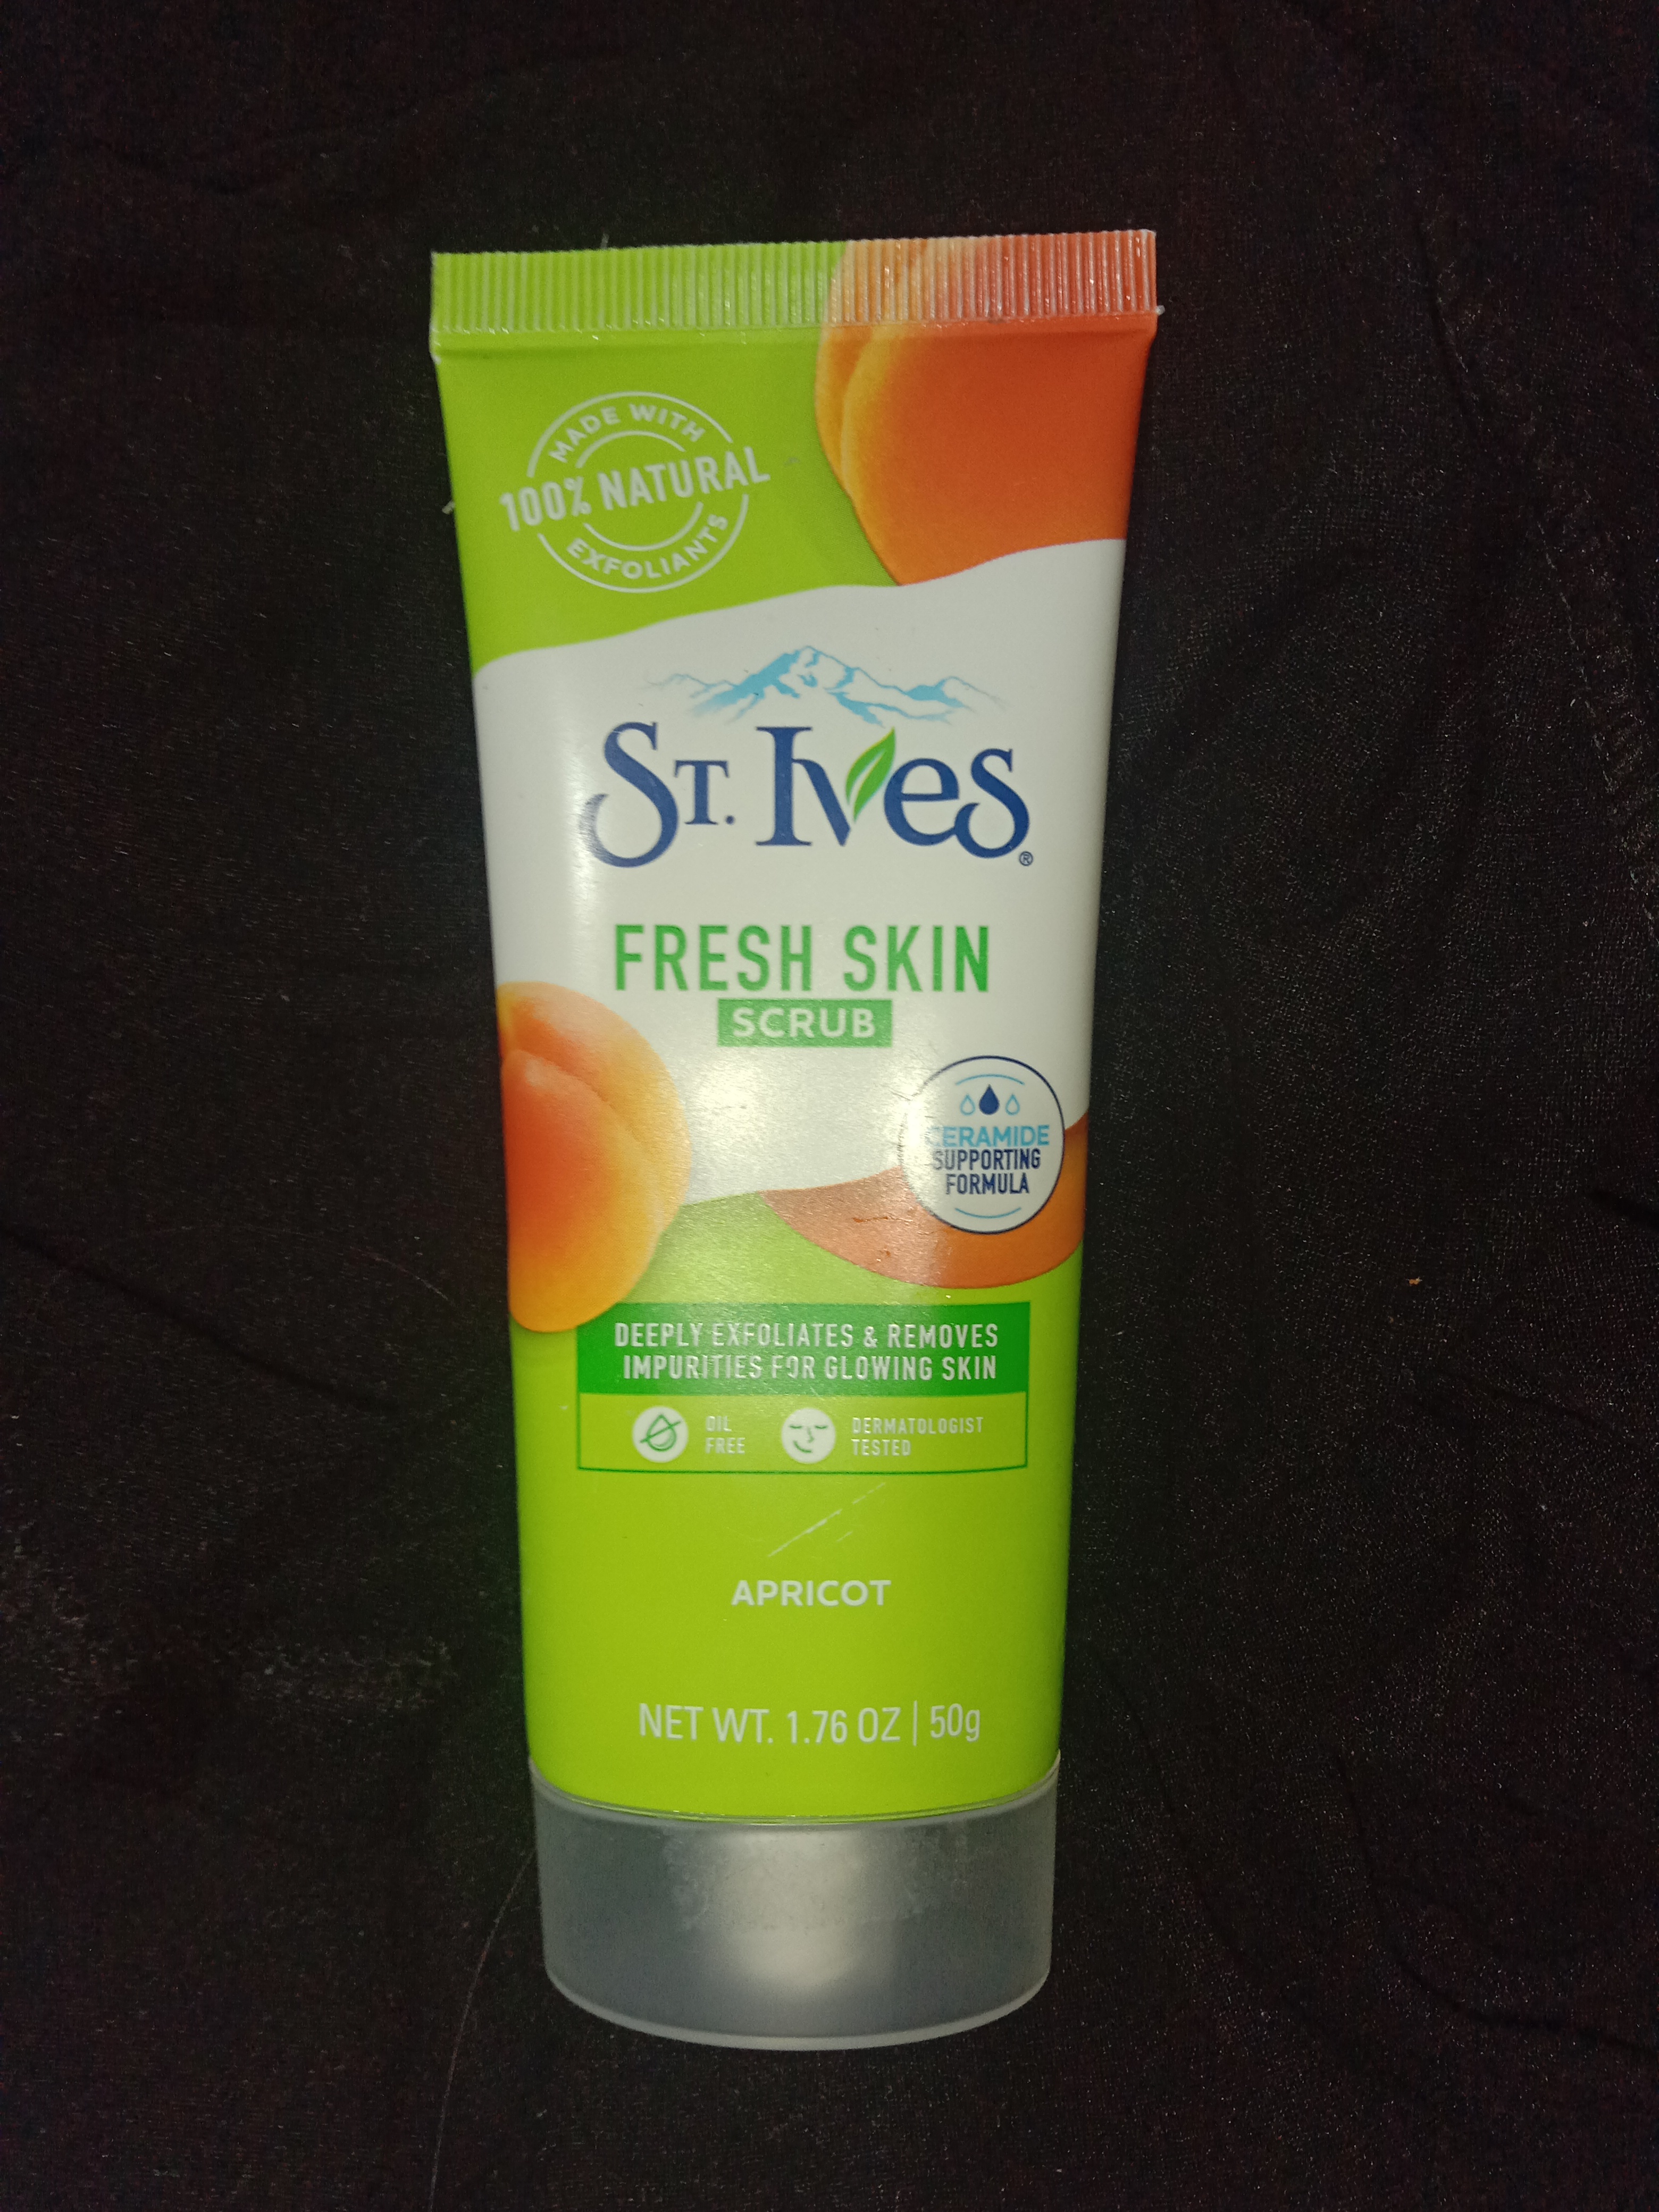 MADE WITH
100% NATURAL
EXFOLIANTS
ST. Ives®
FRESH SKIN
SCRUB
CERAMIDE
SUPPORTING
FORMULA
DEEPLY EXFOLIATES & REMOVES
IMPURITIES FOR GLOWING SKIN
OIL
FREE
DERMATOLOGIST
TESTED
APRICOT
NET WT. 1.76 OZ | 50g